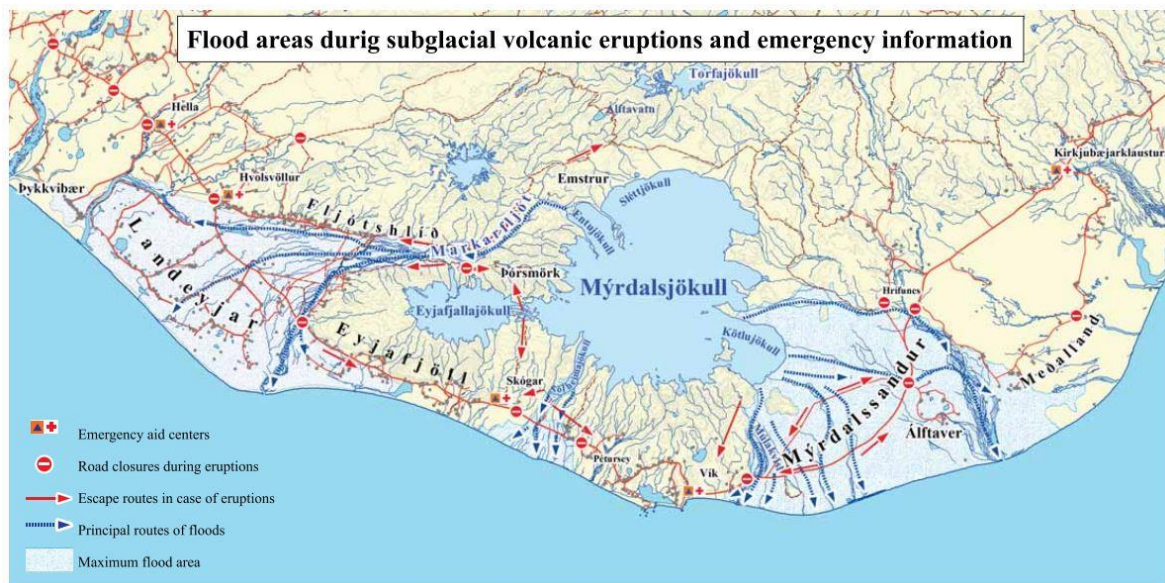 Flood areas durig subglacial volcanic eruptions and emergency information
Torfajökull
Álftavatn
Hella
Kirkjubæjarklaustur
Hvolsvöllur
Emstrur
Sléttjökull
Þykkvibær
Fljótshlíð
Entujökull
Markarfljót
Landeyjar
Þórsmörk
Mýrdalsjökull
Hrífunes
Eyjafjallajökull
Kötlujökull
Meðalland
Eyjafjöll
Skógar
Sólheimajökull
Mýrdalssandur
Álftaver
Múlakvísl
Pétursey
Vík
Emergency aid centers
Road closures during eruptions
Escape routes in case of eruptions
Principal routes of floods
Maximum flood area